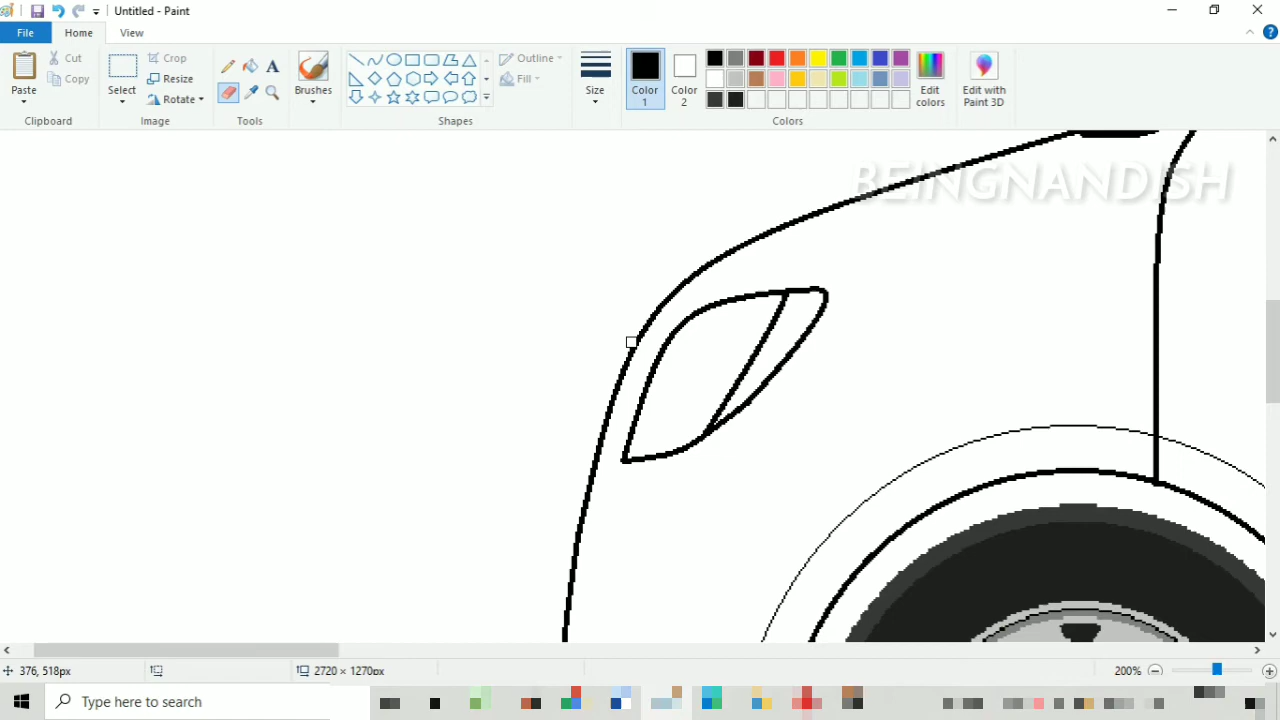 Untitled - Paint
File
Home
View
Paste
Cut
Copy
Clipboard
Select
Crop
Resize
Rotate
Image
Tools
Brushes
Outline
Fill
Shapes
Size
Color 1
Color 2
Edit colors
Colors
Edit with Paint 3D
BEINGNANDISH
376, 518px
2720 × 1270px
200%
Type here to search